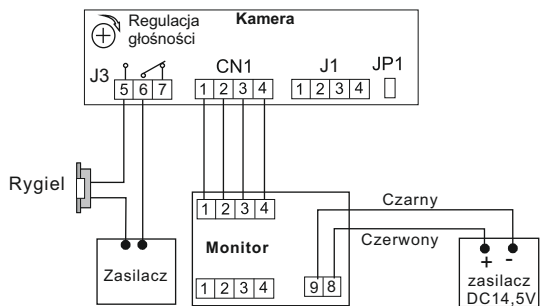 Regulacja
głośności
Kamera
J3
CN1
J1
JP1
5 6 7
1 2 3 4
1 2 3 4
Rygiel
1 2 3 4
Czarny
Monitor
Czerwony
Zasilacz
1 2 3 4
9 8
+ -
zasilacz
DC14,5V